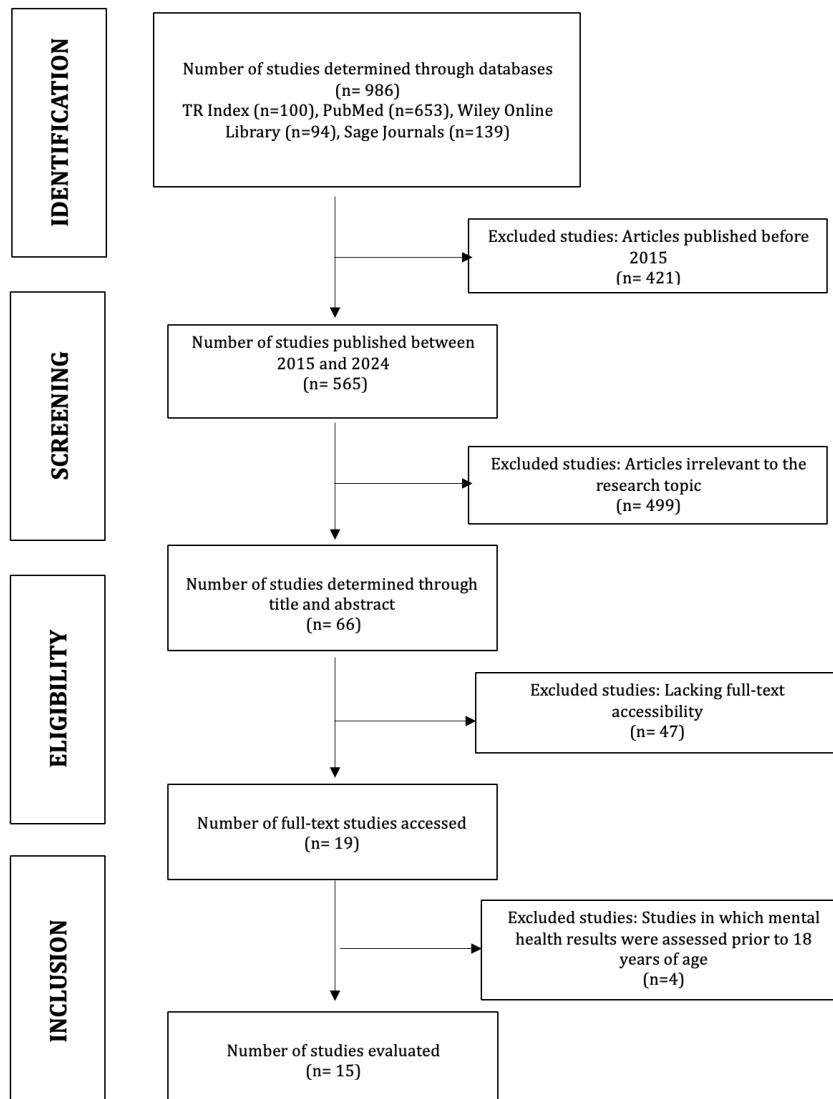 IDENTIFICATION
Number of studies determined through databases
(n= 986)
TR Index (n=100), PubMed (n=653), Wiley Online
Library (n=94), Sage Journals (n=139)
Excluded studies: Articles published before
2015
(n= 421)
SCREENING
Number of studies published between
2015 and 2024
(n= 565)
Excluded studies: Articles irrelevant to the
research topic
(n= 499)
ELIGIBILITY
Number of studies determined through
title and abstract
(n= 66)
Excluded studies: Lacking full-text
accessibility
(n= 47)
Number of full-text studies accessed
(n= 19)
INCLUSION
Excluded studies: Studies in which mental
health results were assessed prior to 18
years of age
(n=4)
Number of studies evaluated
(n= 15)